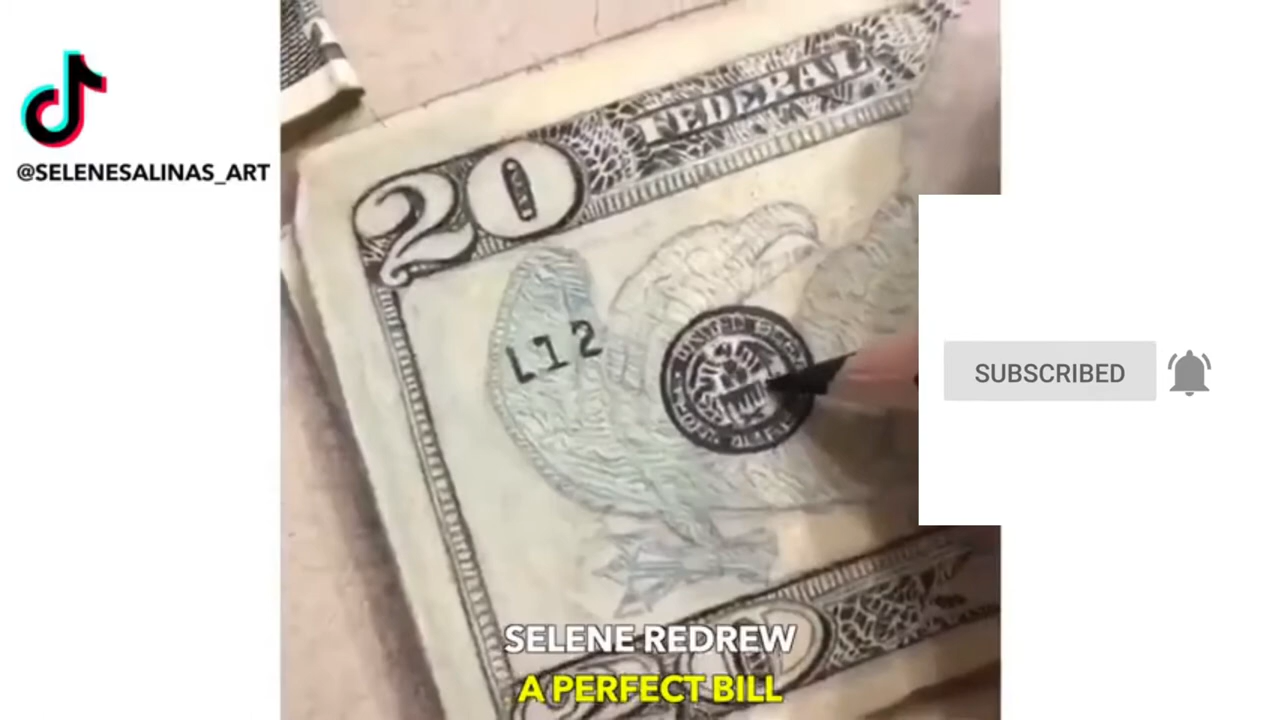 @SELENESALINAS_ART
20
FEDERAL
L12
SUBSCRIBED
SELENE REDREW
A PERFECT BILL